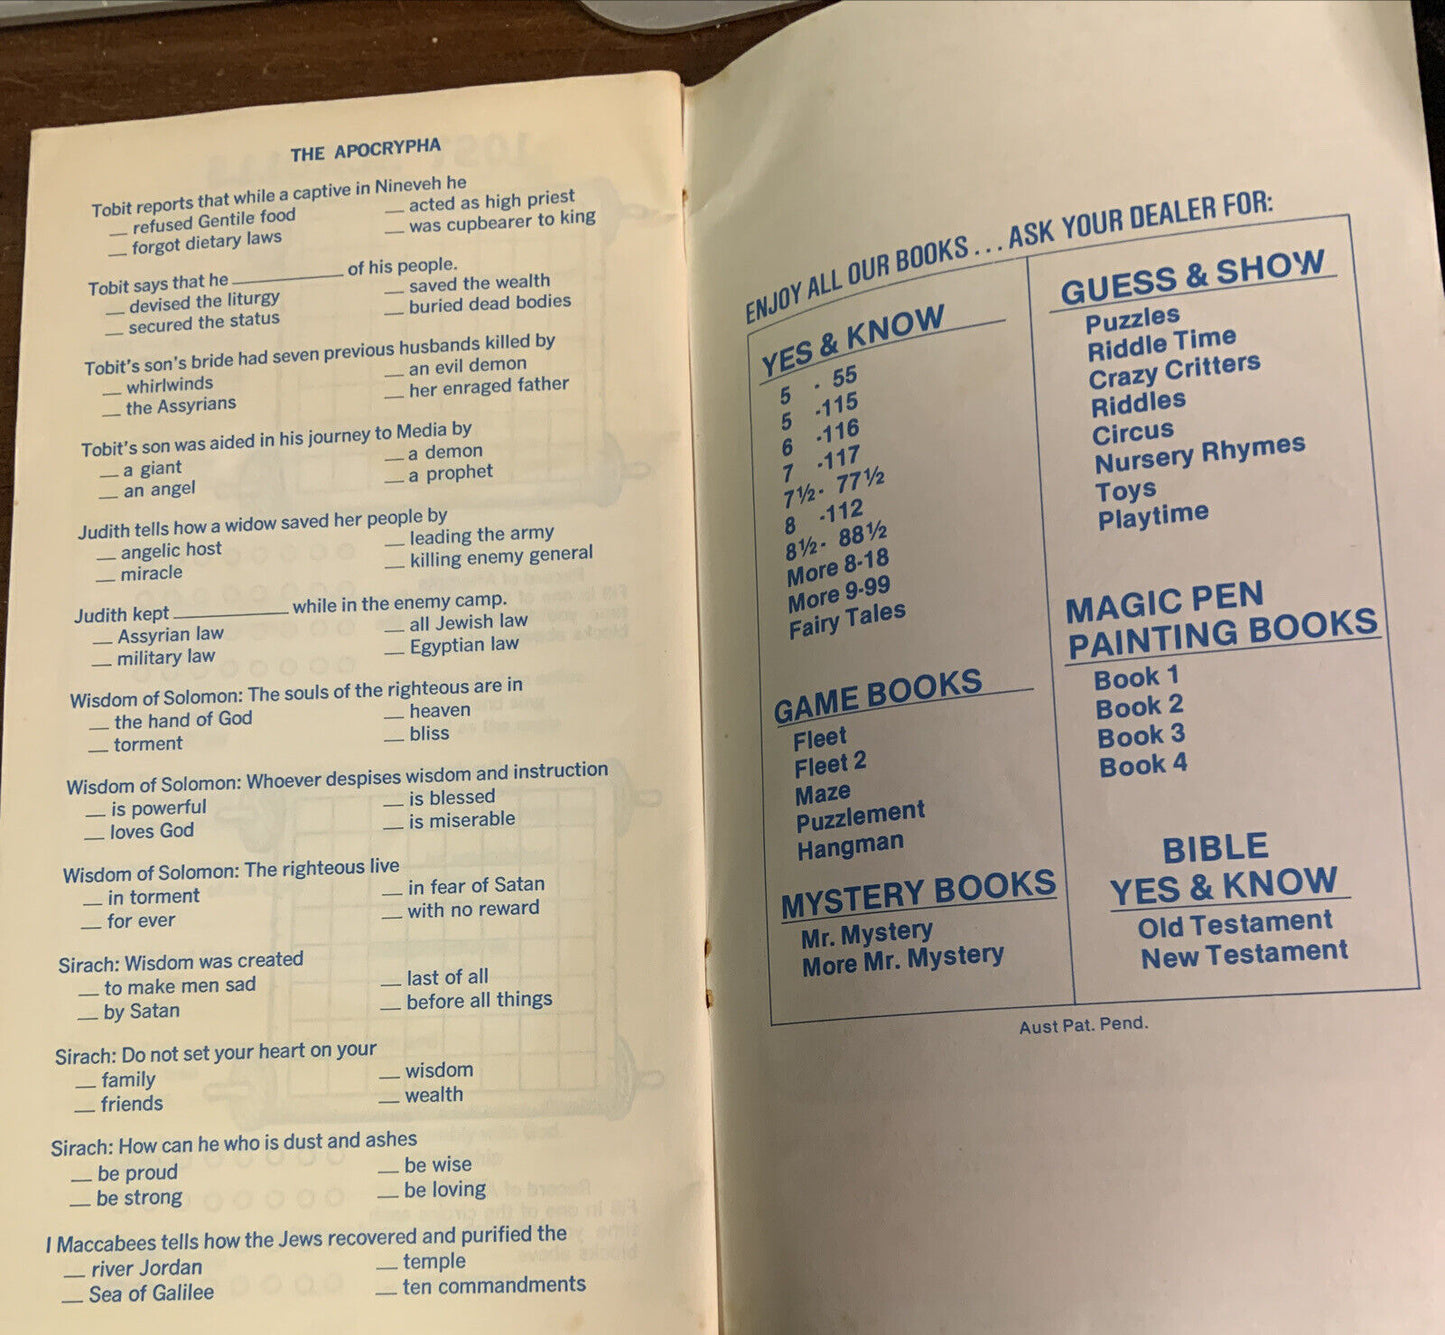 THE APOCRYPHA
Tobit reports that while a captive in Nineveh he
__ refused Gentile food __ acted as high priest
__ forgot dietary laws __ was cupbearer to king
Tobit says that he __________ of his people.
__ devised the liturgy __ saved the wealth
__ secured the status __ buried dead bodies
Tobit's son's bride had seven previous husbands killed by
__ whirlwinds __ an evil demon
__ the Assyrians __ her enraged father
Tobit's son was aided in his journey to Media by
__ a giant __ a demon
__ an angel __ a prophet
Judith tells how a widow saved her people by
__ angelic host __ leading the army
__ miracle __ killing enemy general
Judith kept __________ while in the enemy camp.
__ Assyrian law __ all Jewish law
__ military law __ Egyptian law
Wisdom of Solomon: The souls of the righteous are in
__ the hand of God __ heaven
__ torment __ bliss
Wisdom of Solomon: Whoever despises wisdom and instruction
__ is powerful __ is blessed
__ loves God __ is miserable
Wisdom of Solomon: The righteous live
__ in torment __ in fear of Satan
__ for ever __ with no reward
Sirach: Wisdom was created
__ to make men sad __ last of all
__ by Satan __ before all things
Sirach: Do not set your heart on your
__ family __ wisdom
__ friends __ wealth
Sirach: How can he who is dust and ashes
__ be proud __ be wise
__ be strong __ be loving
I Maccabees tells how the Jews recovered and purified the
__ river Jordan __ temple
__ Sea of Galilee __ ten commandments
ENJOY ALL OUR BOOKS . . . ASK YOUR DEALER FOR:
YES & KNOW
5 - 55
5 -115
6 -116
7 -117
7½- 77½
8 -112
8½- 88½
More 8-18
More 9-99
Fairy Tales
GAME BOOKS
Fleet
Fleet 2
Maze
Puzzlement
Hangman
MYSTERY BOOKS
Mr. Mystery
More Mr. Mystery
GUESS & SHOW
Puzzles
Riddle Time
Crazy Critters
Riddles
Circus
Nursery Rhymes
Toys
Playtime
MAGIC PEN
PAINTING BOOKS
Book 1
Book 2
Book 3
Book 4
BIBLE
YES & KNOW
Old Testament
New Testament
Aust Pat. Pend.